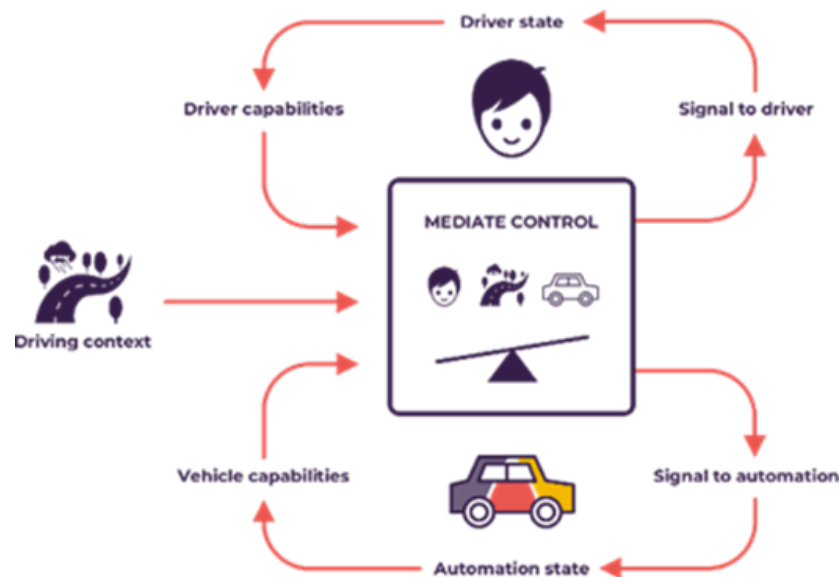 Driver state
Driver capabilities
Signal to driver
MEDIATE CONTROL
Driving context
Vehicle capabilities
Signal to automation
Automation state